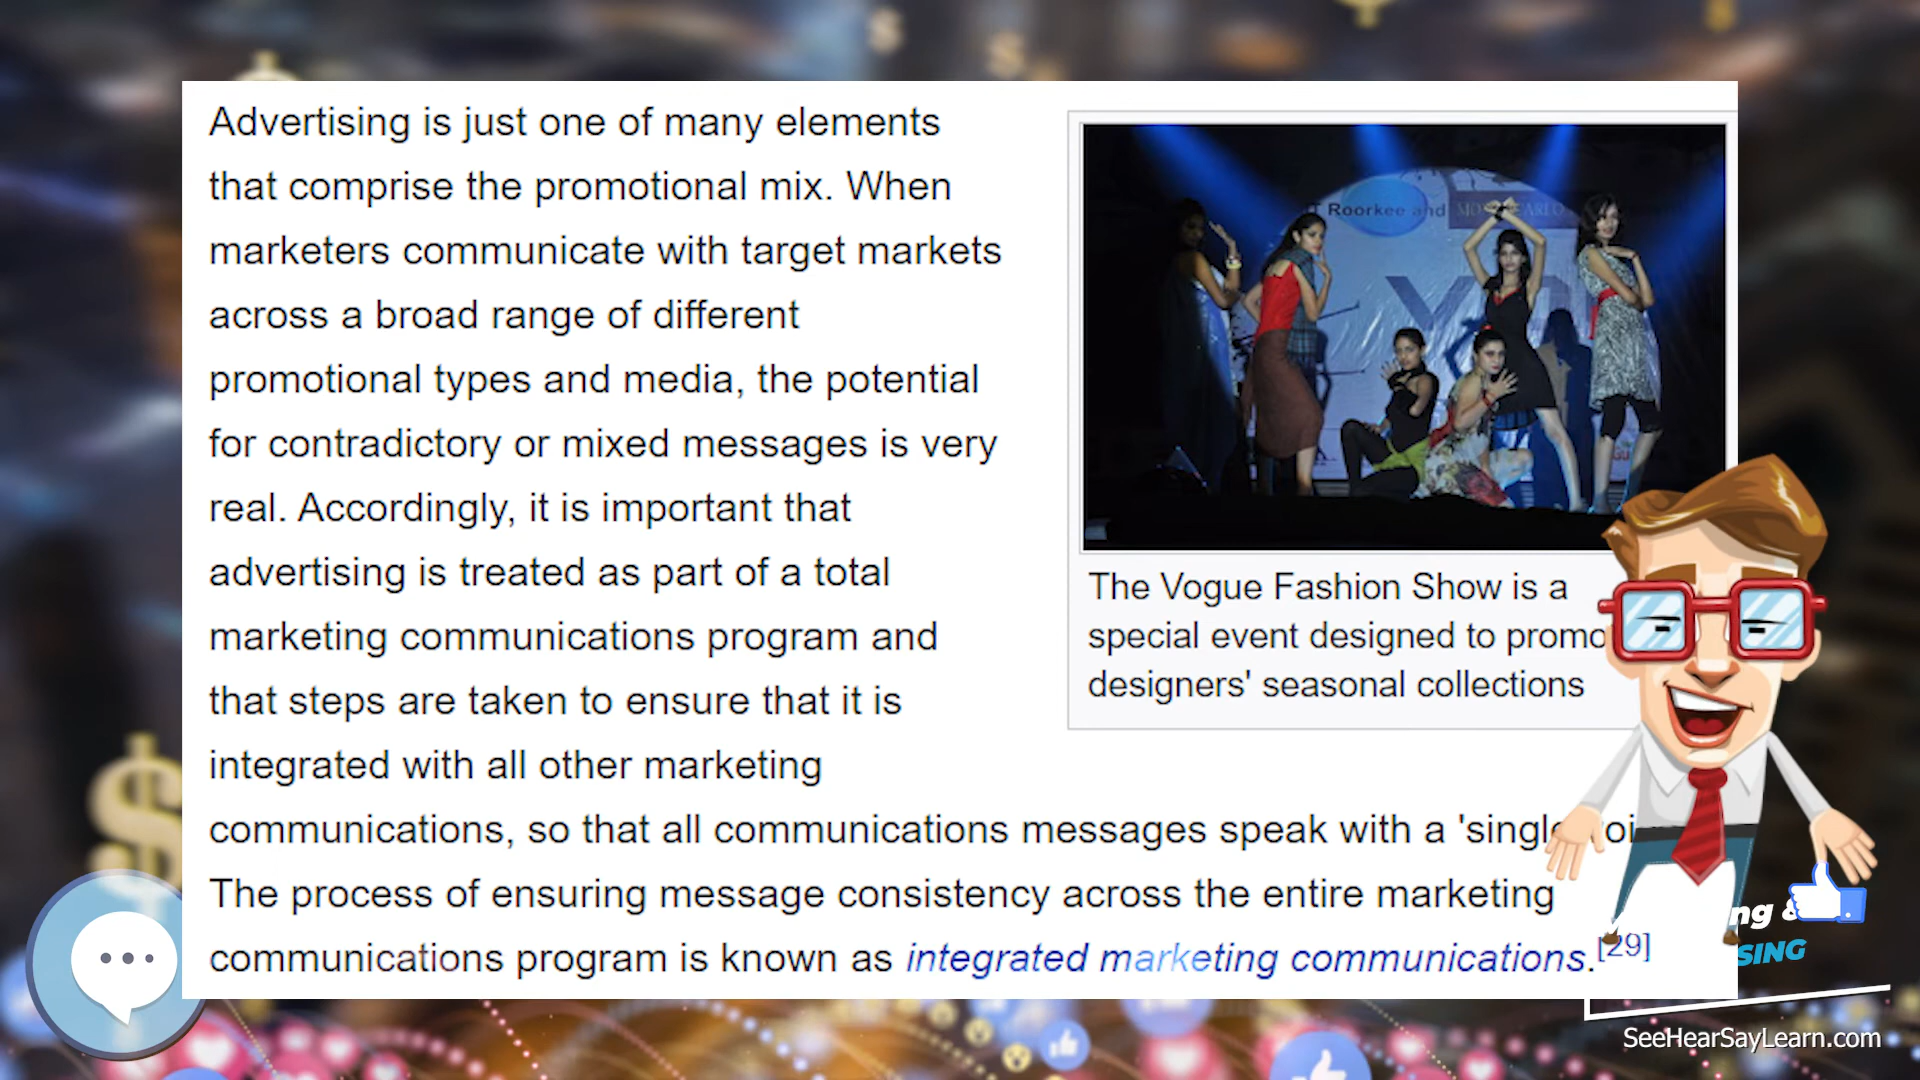 Advertising is just one of many elements
that comprise the promotional mix. When
marketers communicate with target markets
across a broad range of different
promotional types and media, the potential
for contradictory or mixed messages is very
real. Accordingly, it is important that
advertising is treated as part of a total
marketing communications program and
that steps are taken to ensure that it is
integrated with all other marketing
communications, so that all communications messages speak with a 'single
The process of ensuring message consistency across the entire marketing
communications program is known as integrated marketing communications.[29]
Roorkee and
The Vogue Fashion Show is a
special event designed to promo
designers' seasonal collections
ng &
SING
SeeHearSayLearn.com